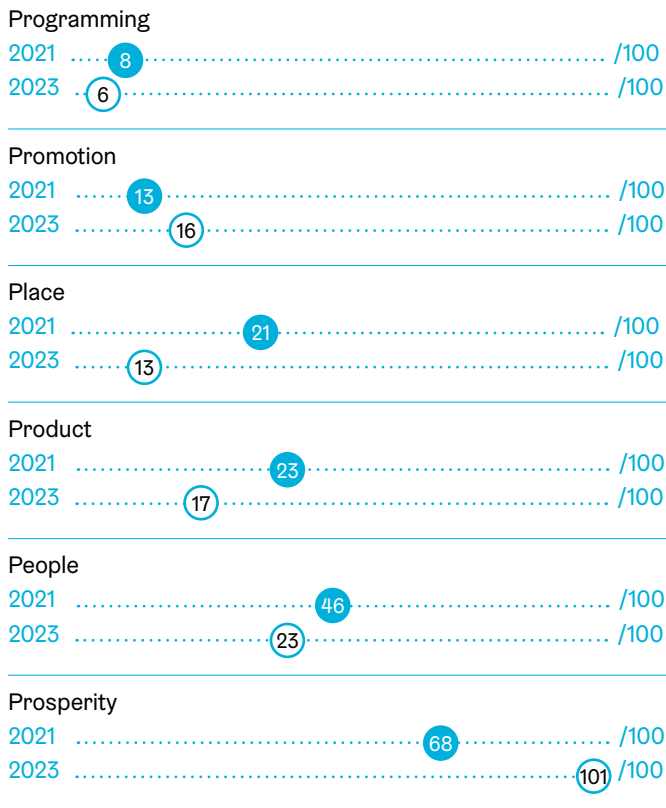 Programming
2021 8 /100
2023 6 /100
Promotion
2021 13 /100
2023 16 /100
Place
2021 21 /100
2023 13 /100
Product
2021 23 /100
2023 17 /100
People
2021 46 /100
2023 23 /100
Prosperity
2021 68 /100
2023 101 /100